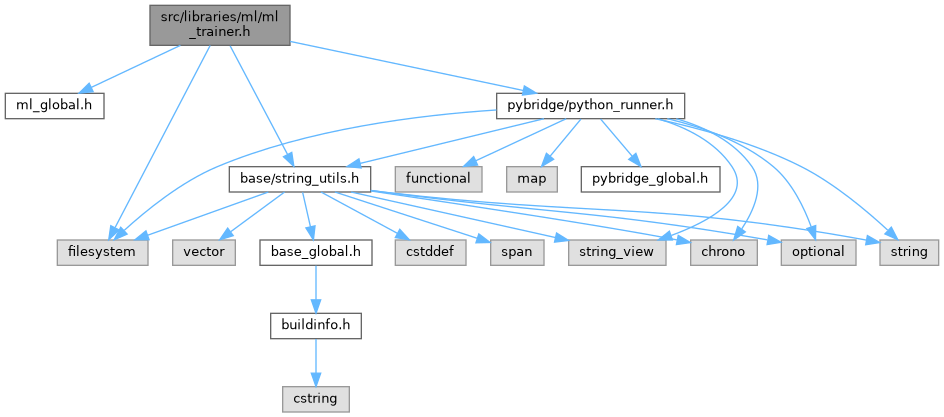 src/libraries/ml/ml
_trainer.h
ml_global.h
pybridge/python_runner.h
base/string_utils.h
functional
map
pybridge_global.h
filesystem
vector
base_global.h
cstddef
span
string_view
chrono
optional
string
buildinfo.h
cstring